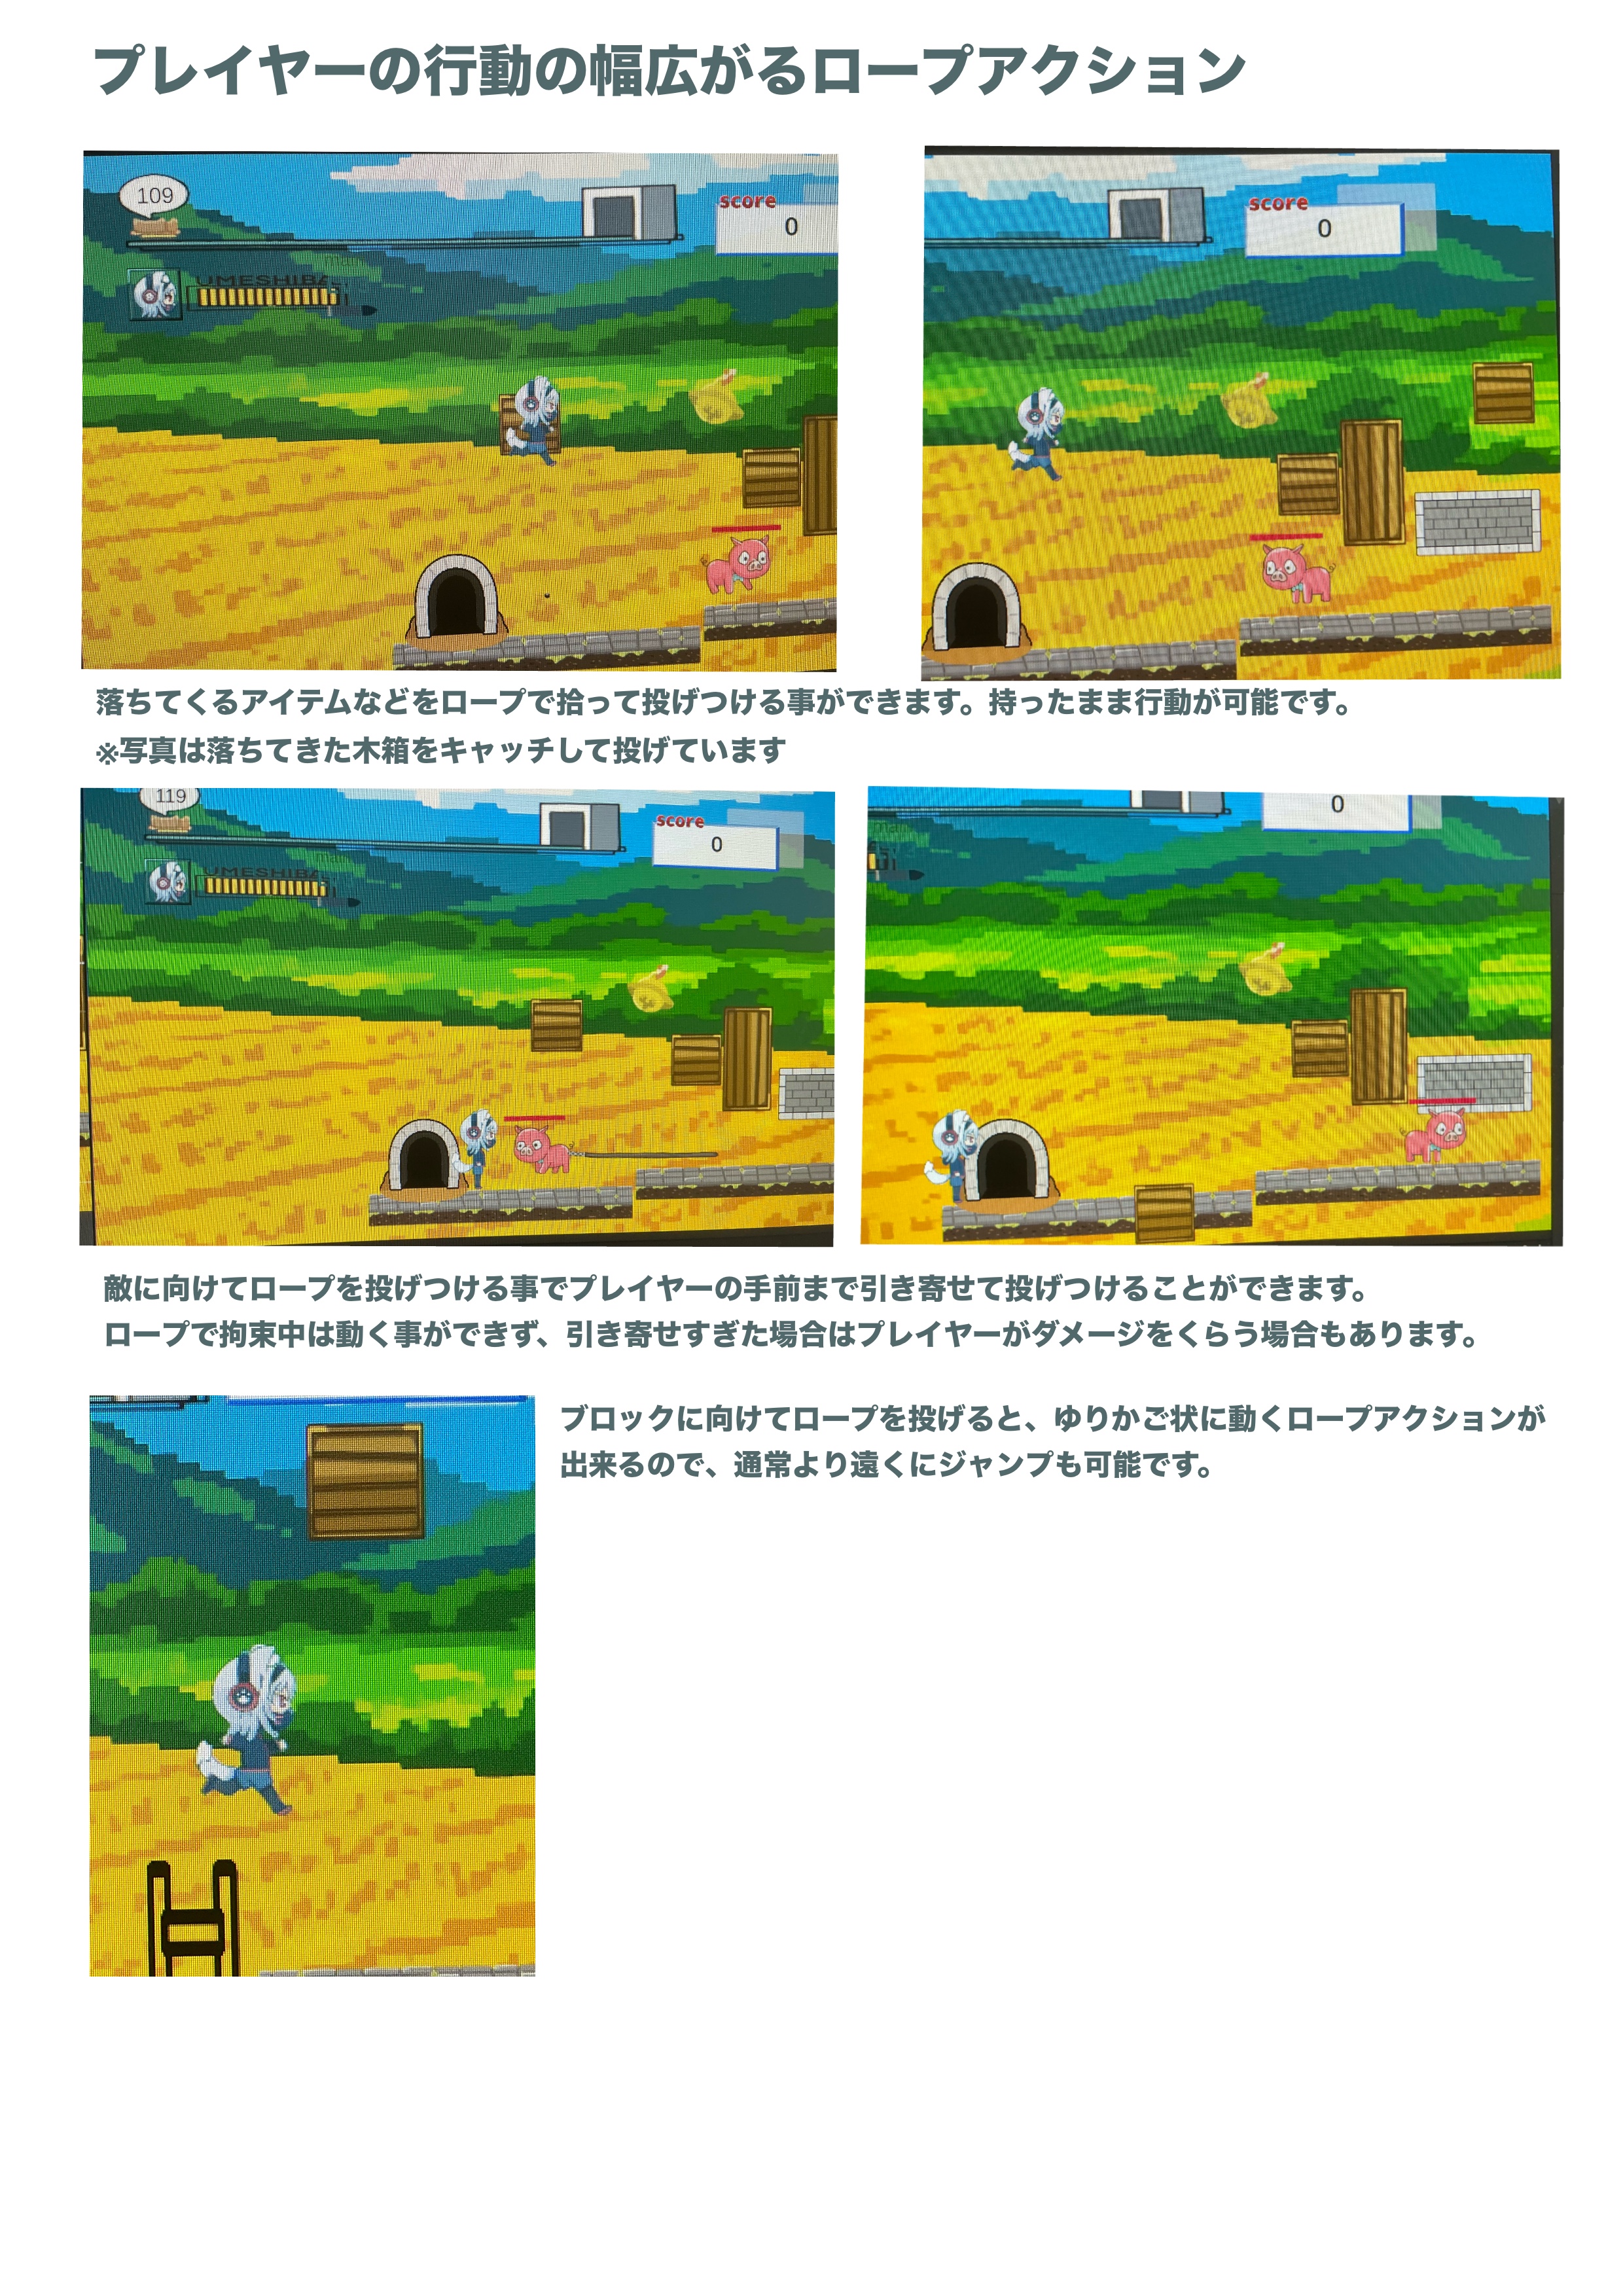 プレイヤーの行動の幅広がるロープアクション
109
score
0
UMESHIBA
score
0
落ちてくるアイテムなどをロープで拾って投げつける事ができます。持ったまま行動が可能です。
※写真は落ちてきた木箱をキャッチして投げています
119
score
0
UMESHIBA
0
敵に向けてロープを投げつける事でプレイヤーの手前まで引き寄せて投げつけることができます。
ロープで拘束中は動く事ができず、引き寄せすぎた場合はプレイヤーがダメージをくらう場合もあります。
ブロックに向けてロープを投げると、ゆりかご状に動くロープアクションが
出来るので、通常より遠くにジャンプも可能です。